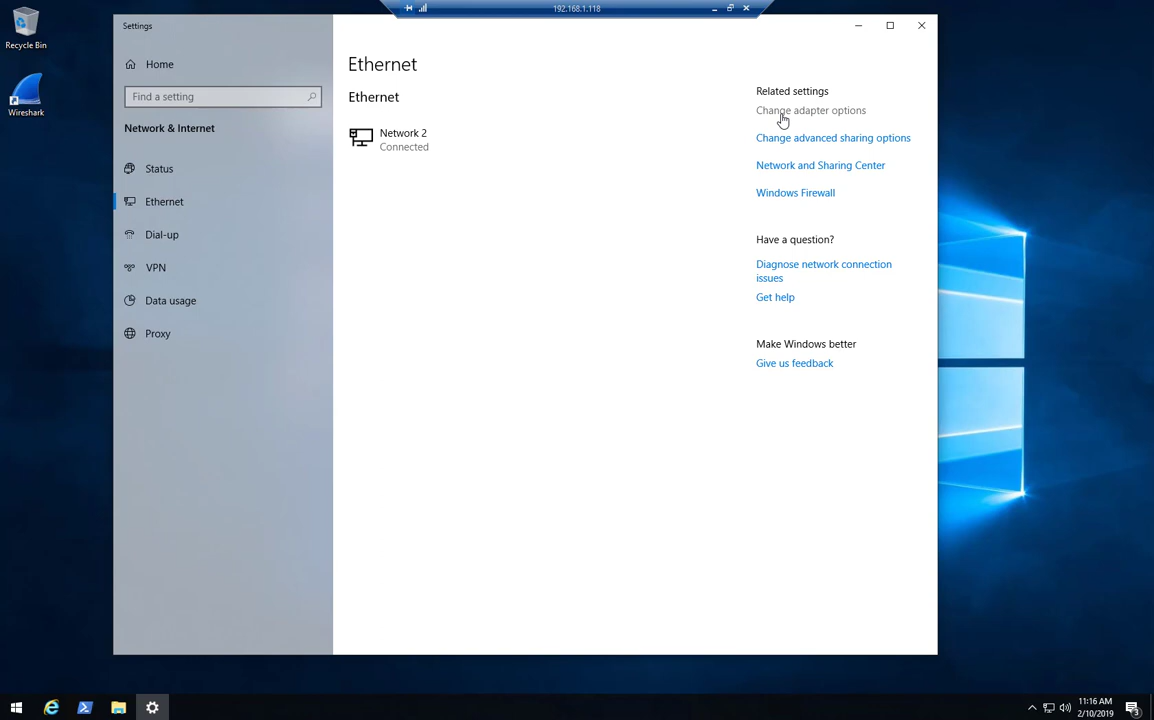 192.168.1.118
Recycle Bin
Wireshark
Settings
Home
Find a setting
Network & Internet
Status
Ethernet
Dial-up
VPN
Data usage
Proxy
Ethernet
Ethernet
Network 2
Connected
Related settings
Change adapter options
Change advanced sharing options
Network and Sharing Center
Windows Firewall
Have a question?
Diagnose network connection
issues
Get help
Make Windows better
Give us feedback
11:16 AM
2/10/2019
3